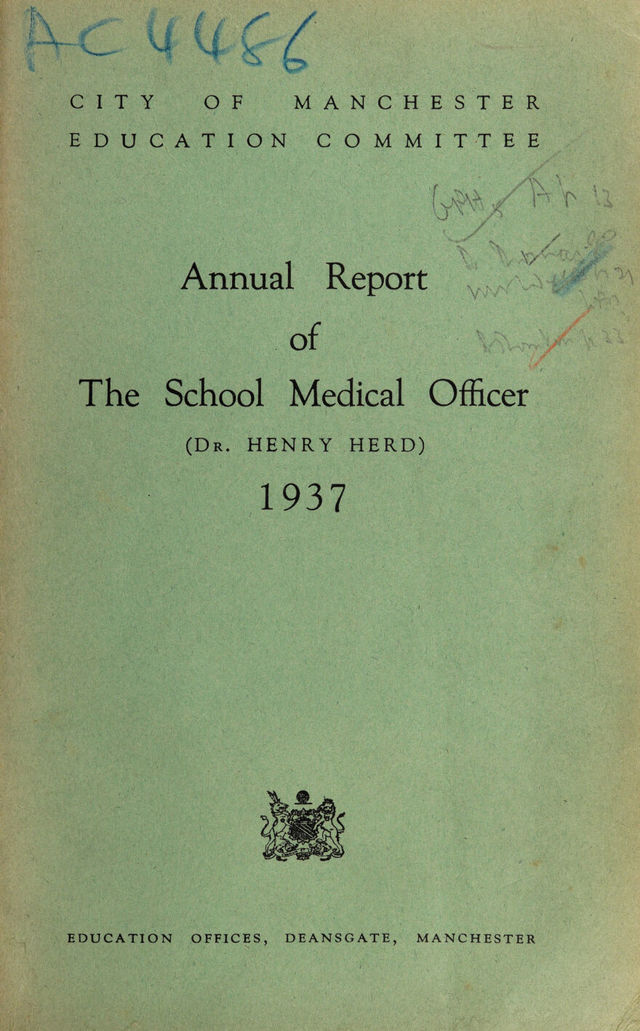 AC 4486
CITY OF MANCHESTER
EDUCATION COMMITTEE
Annual Report
of
The School Medical Officer
(DR. HENRY HERD)
1937
EDUCATION OFFICES, DEANSGATE, MANCHESTER